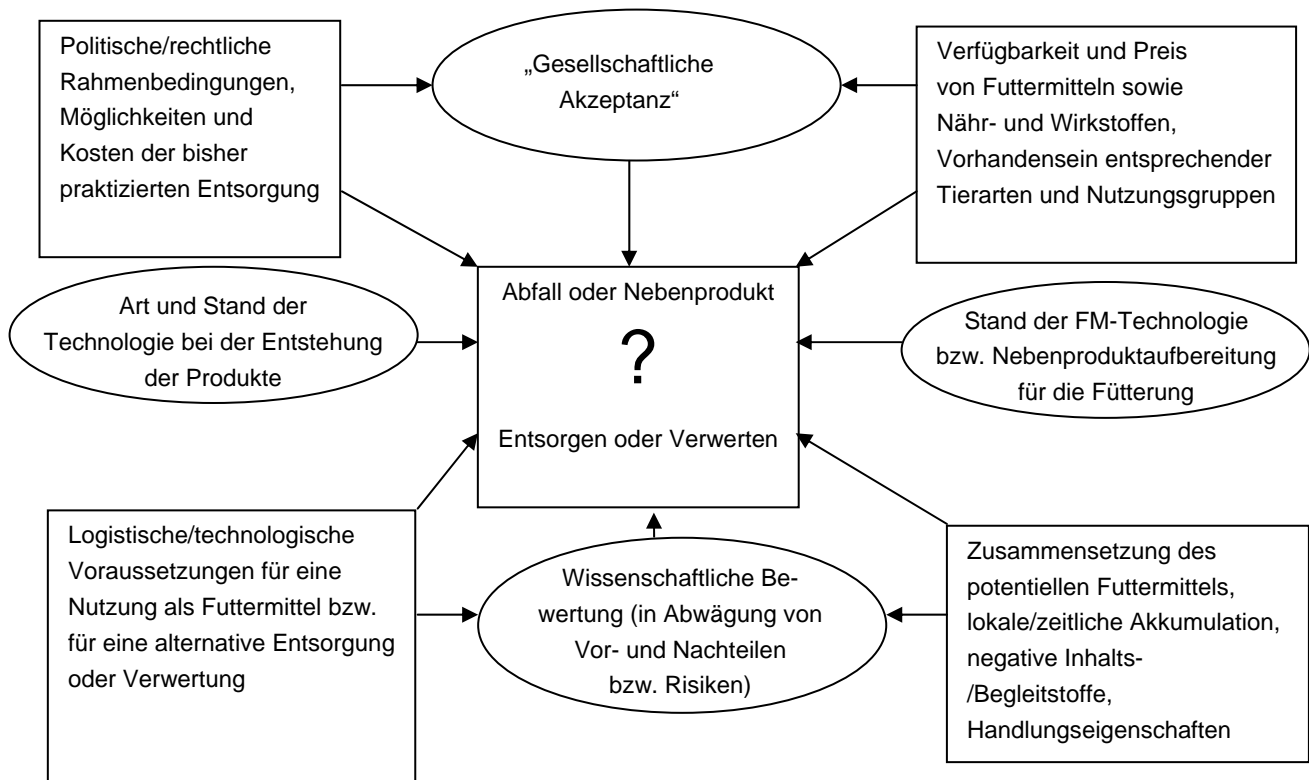 Politische/rechtliche
Rahmenbedingungen,
Möglichkeiten und
Kosten der bisher
praktizierten Entsorgung
„Gesellschaftliche
Akzeptanz“
Verfügbarkeit und Preis
von Futtermitteln sowie
Nähr- und Wirkstoffen,
Vorhandensein entsprechender
Tierarten und Nutzungsgruppen
Art und Stand der
Technologie bei der Entstehung
der Produkte
Abfall oder Nebenprodukt
?
Entsorgen oder Verwerten
Stand der FM-Technologie
bzw. Nebenproduktaufbereitung
für die Fütterung
Logistische/technologische
Voraussetzungen für eine
Nutzung als Futtermittel bzw.
für eine alternative Entsorgung
oder Verwertung
Wissenschaftliche Be-
wertung (in Abwägung von
Vor- und Nachteilen
bzw. Risiken)
Zusammensetzung des
potentiellen Futtermittels,
lokale/zeitliche Akkumulation,
negative Inhalts-
/Begleitstoffe,
Handlungseigenschaften